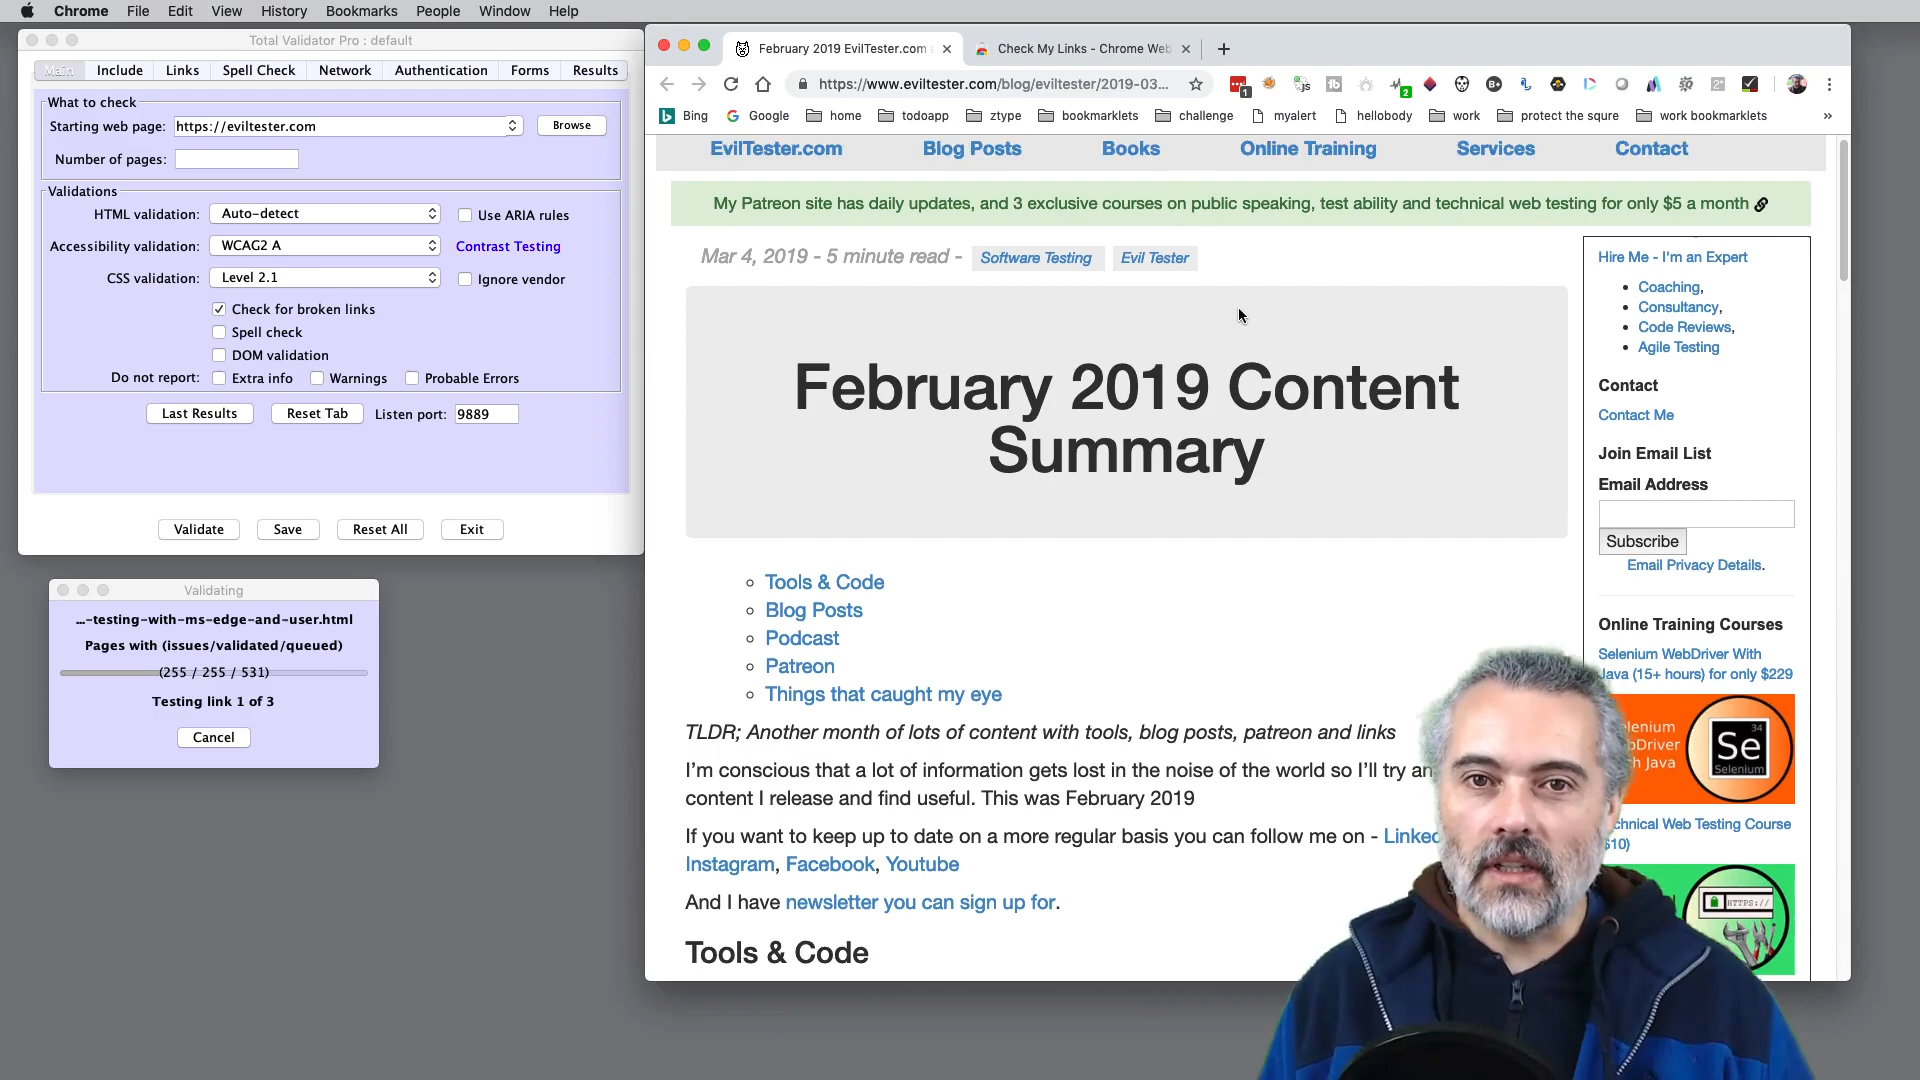 Chrome File Edit View History Bookmarks People Window Help
Total Validator Pro : default
Main Include Links Spell Check Network Authentication Forms Results
What to check
Starting web page: https://eviltester.com Browse
Number of pages:
Validations
HTML validation: Auto-detect Use ARIA rules
Accessibility validation: WCAG2 A Contrast Testing
CSS validation: Level 2.1 Ignore vendor
Check for broken links
Spell check
DOM validation
Do not report: Extra info Warnings Probable Errors
Last Results Reset Tab Listen port: 9889
Validate Save Reset All Exit
Validating
...-testing-with-ms-edge-and-user.html
Pages with (issues/validated/queued)
(255 / 255 / 531)
Testing link 1 of 3
Cancel
February 2019 EvilTester.com
Check My Links - Chrome Web
https://www.eviltester.com/blog/eviltester/2019-03...
Bing Google home todoapp ztype bookmarklets challenge myalert hellobody work protect the squre work bookmarklets »
EvilTester.com Blog Posts Books Online Training Services Contact
My Patreon site has daily updates, and 3 exclusive courses on public speaking, test ability and technical web testing for only $5 a month
Mar 4, 2019 - 5 minute read - Software Testing Evil Tester
February 2019 Content
Summary
Tools & Code
Blog Posts
Podcast
Patreon
Things that caught my eye
TLDR; Another month of lots of content with tools, blog posts, patreon and links
I'm conscious that a lot of information gets lost in the noise of the world so I'll try
content I release and find useful. This was February 2019
If you want to keep up to date on a more regular basis you can follow me on -
Instagram, Facebook, Youtube
And I have newsletter you can sign up for.
Tools & Code
Hire Me - I'm an Expert
Coaching,
Consultancy,
Code Reviews,
Agile Testing
Contact
Contact Me
Join Email List
Email Address
Subscribe
Email Privacy Details.
Online Training Courses
Selenium WebDriver With
Java (15+ hours) for only $229
34
Se
Selenium
Web Testing Course
HTTPS://